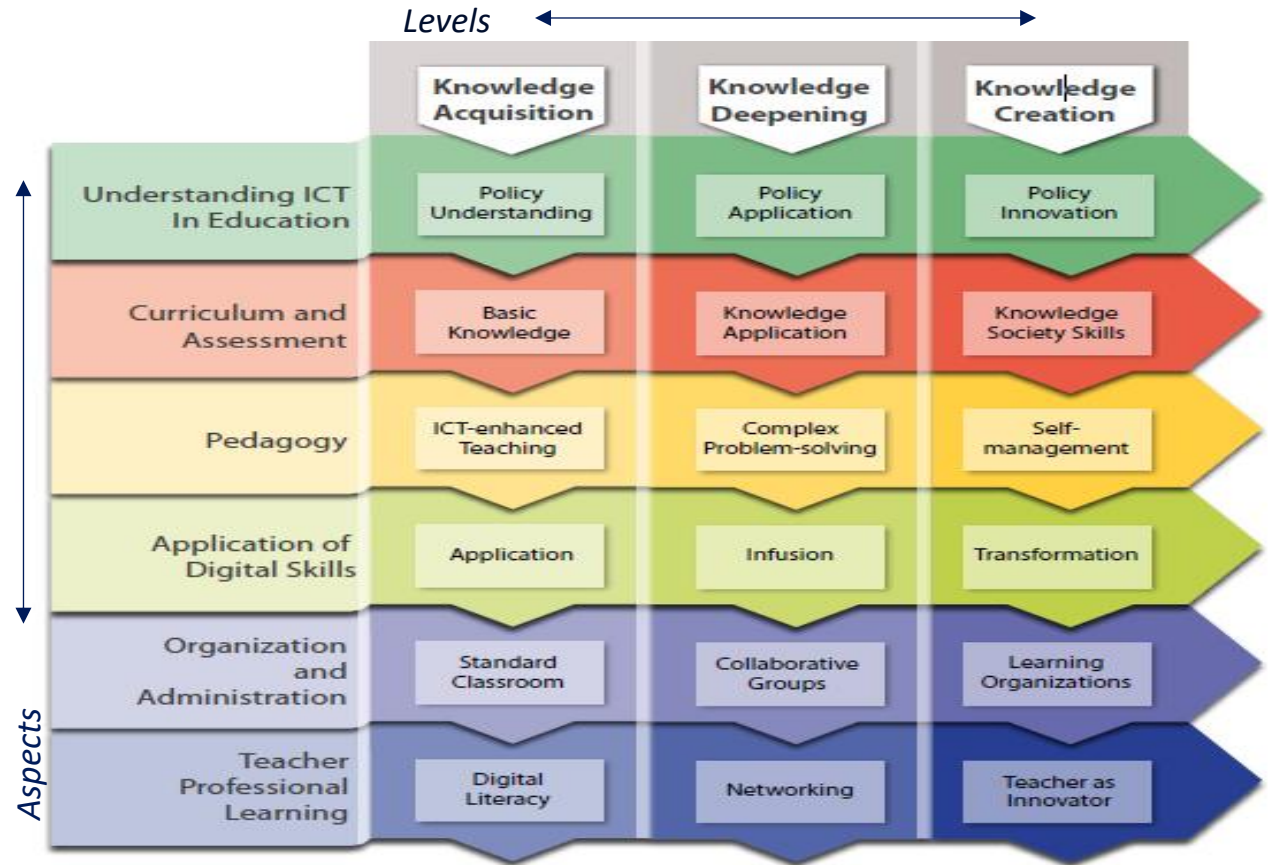 Levels
Knowledge
Acquisition
Knowledge
Deepening
Knowledge
Creation
Understanding ICT
In Education
Policy
Understanding
Policy
Application
Policy
Innovation
Curriculum and
Assessment
Basic
Knowledge
Knowledge
Application
Knowledge
Society Skills
Pedagogy
ICT-enhanced
Teaching
Complex
Problem-solving
Self-
management
Application of
Digital Skills
Application
Infusion
Transformation
Organization
and
Administration
Standard
Classroom
Collaborative
Groups
Learning
Organizations
Teacher
Professional
Learning
Digital
Literacy
Networking
Teacher as
Innovator
Aspects